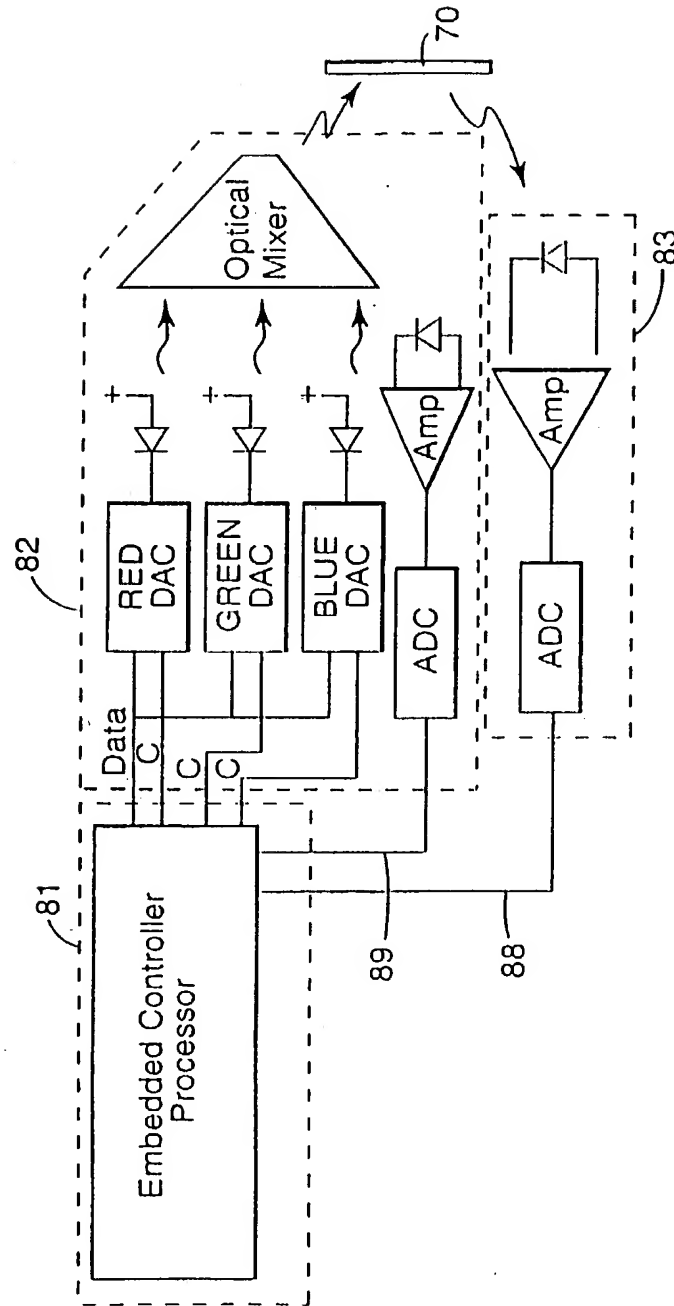 81
82
Embedded Controller
Processor
Data
C
C
C
RED
DAC
GREEN
DAC
BLUE
DAC
Optical
Mixer
70
ADC
Amp
89
ADC
Amp
88
83